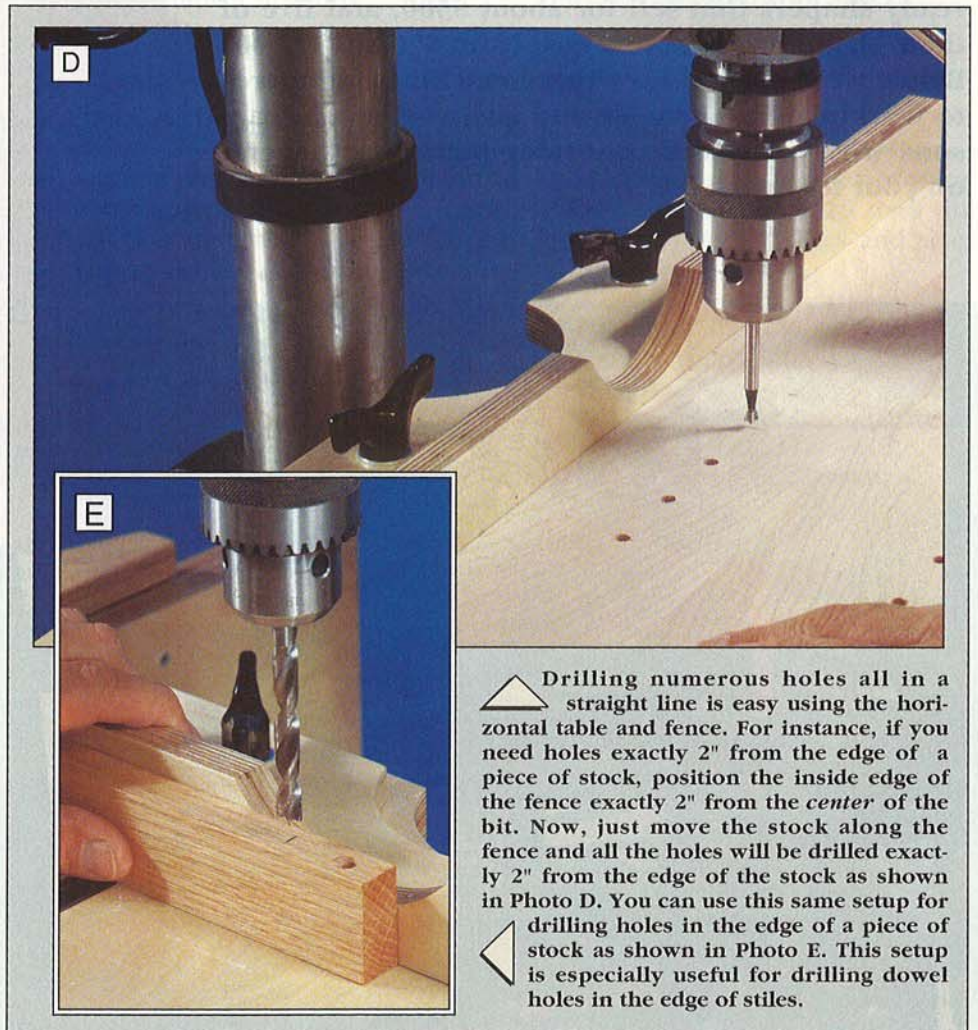 D
E
Drilling numerous holes all in a
straight line is easy using the hori-
zontal table and fence. For instance, if you
need holes exactly 2" from the edge of a
piece of stock, position the inside edge of
the fence exactly 2" from the center of the
bit. Now, just move the stock along the
fence and all the holes will be drilled exact-
ly 2" from the edge of the stock as shown
in Photo D. You can use this same setup for
drilling holes in the edge of a piece of
stock as shown in Photo E. This setup
is especially useful for drilling dowel
holes in the edge of stiles.